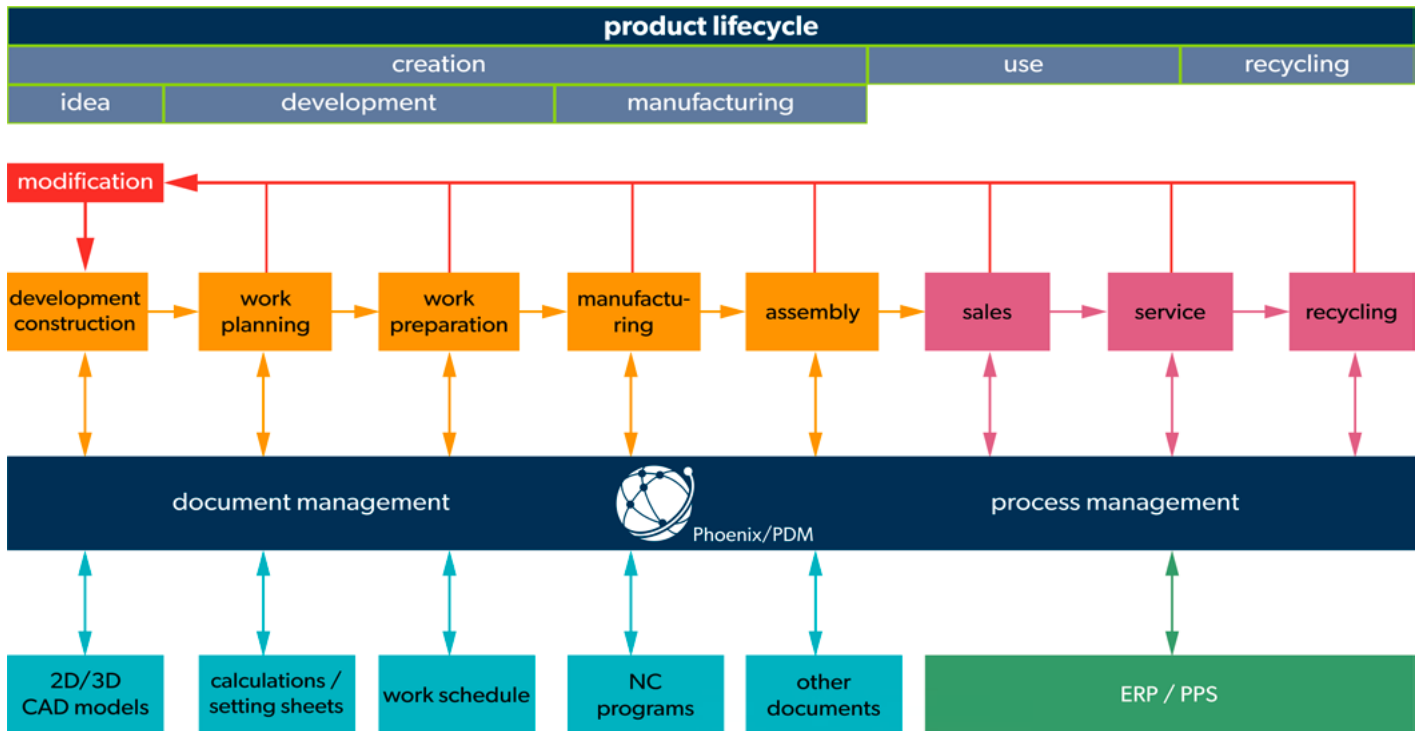 product lifecycle
creation
use
recycling
idea
development
manufacturing
modification
development
construction
work
planning
work
preparation
manufactu-
ring
assembly
sales
service
recycling
document management
Phoenix/PDM
process management
2D/3D
CAD models
calculations /
setting sheets
work schedule
NC
programs
other
documents
ERP / PPS